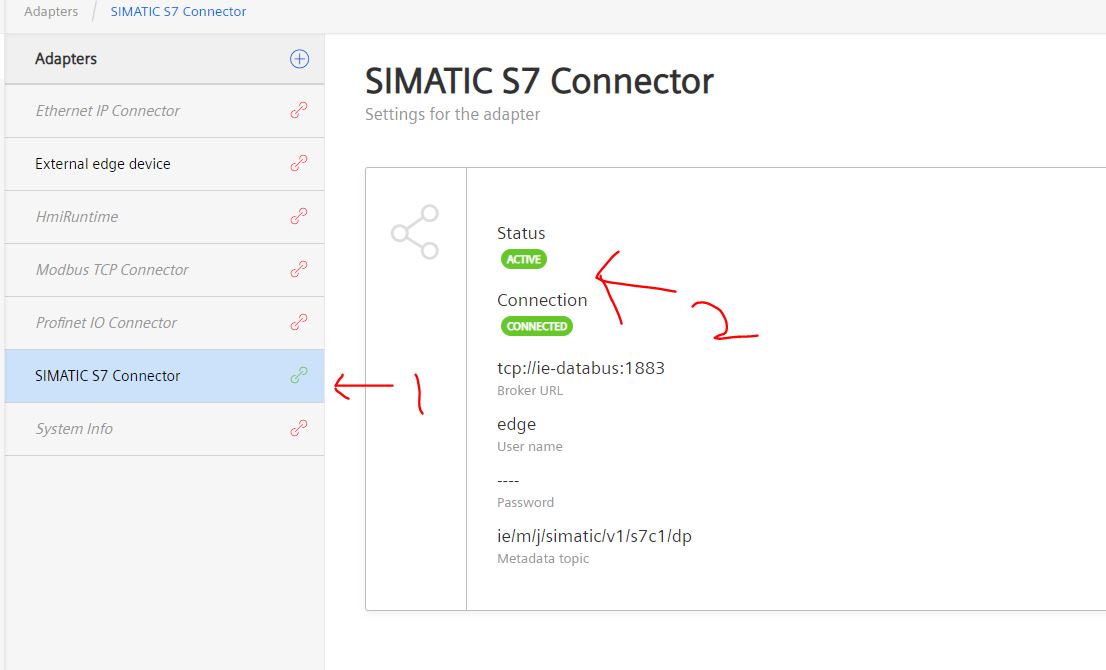 Adapters / SIMATIC S7 Connector
Adapters
Ethernet IP Connector
External edge device
HmiRuntime
Modbus TCP Connector
Profinet IO Connector
SIMATIC S7 Connector
System Info
1
SIMATIC S7 Connector
Settings for the adapter
Status
ACTIVE
Connection
CONNECTED
2
tcp://ie-databus:1883
Broker URL
edge
User name
----
Password
ie/m/j/simatic/v1/s7c1/dp
Metadata topic